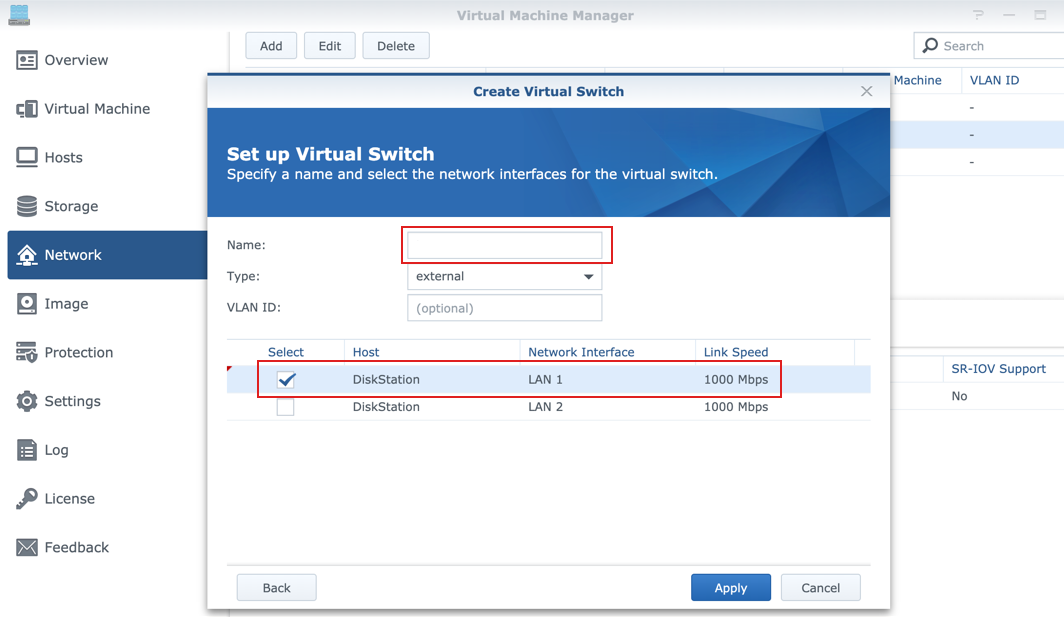 Virtual Machine Manager
Overview
Virtual Machine
Hosts
Storage
Network
Image
Protection
Settings
Log
License
Feedback
Add Edit Delete
Search
Machine VLAN ID
-
-
-
SR-IOV Support
No
Create Virtual Switch
Set up Virtual Switch
Specify a name and select the network interfaces for the virtual switch.
Name:
Type: external
VLAN ID: (optional)
Select Host Network Interface Link Speed
DiskStation LAN 1 1000 Mbps
DiskStation LAN 2 1000 Mbps
Back Apply Cancel